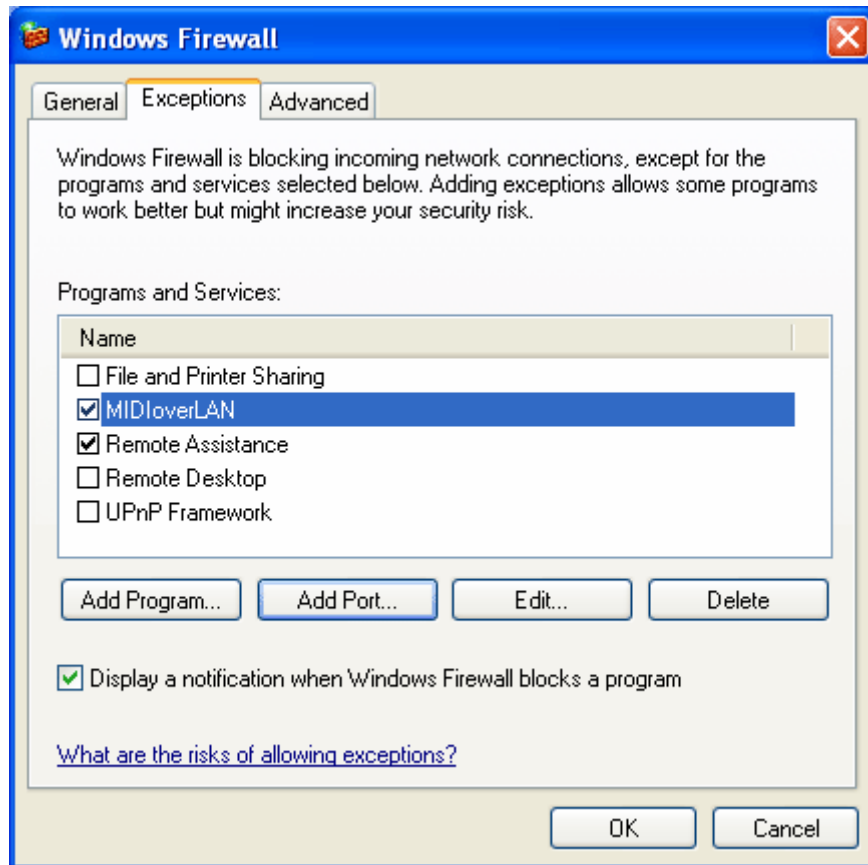 Windows Firewall
General Exceptions Advanced
Windows Firewall is blocking incoming network connections, except for the
programs and services selected below. Adding exceptions allows some programs
to work better but might increase your security risk.
Programs and Services:
Name
File and Printer Sharing
MIDIoverLAN
Remote Assistance
Remote Desktop
UPnP Framework
Add Program... Add Port... Edit... Delete
Display a notification when Windows Firewall blocks a program
What are the risks of allowing exceptions?
OK Cancel